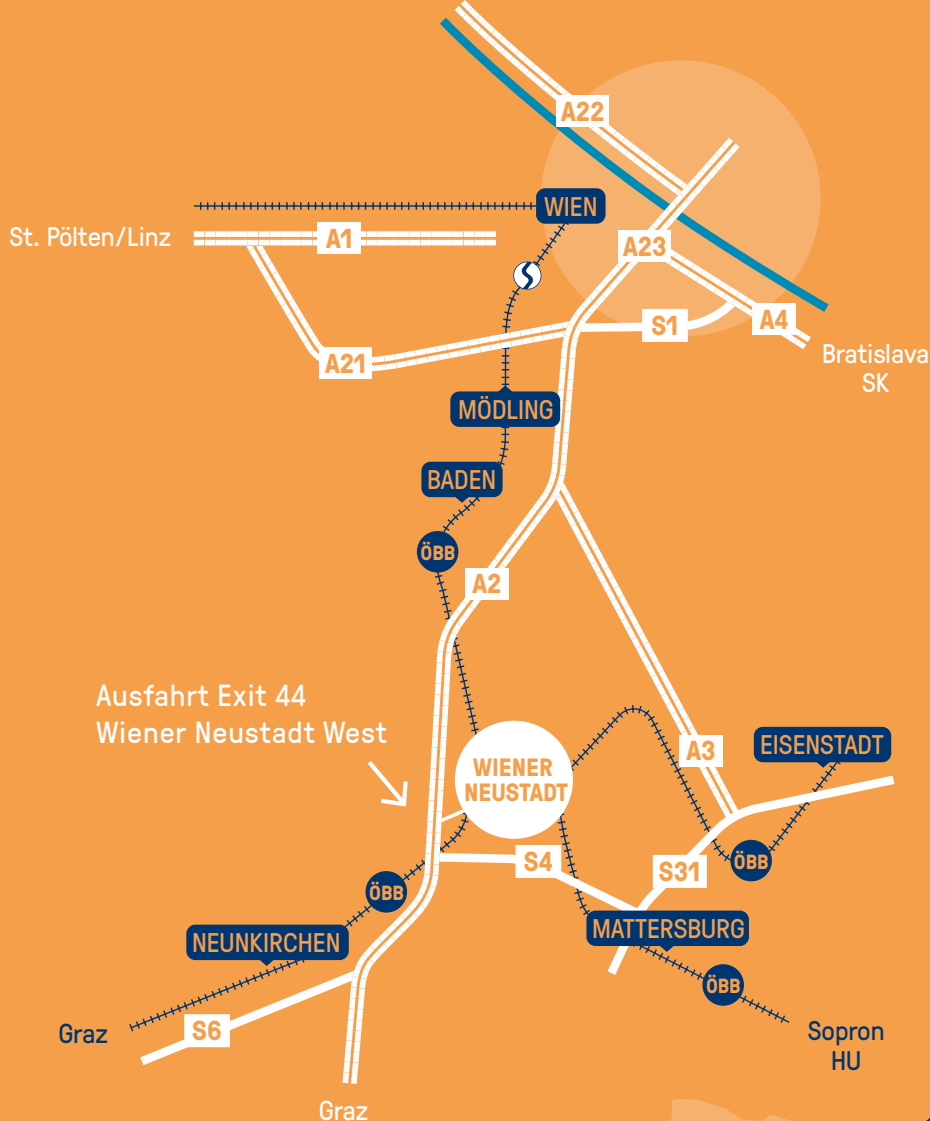 A22
WIEN
St. Pölten/Linz
A1
A23
S1
A4
A21
Bratislava
SK
MÖDLING
BADEN
ÖBB
A2
Ausfahrt Exit 44
Wiener Neustadt West
WIENER
NEUSTADT
A3
EISENSTADT
S4
S31
ÖBB
ÖBB
NEUNKIRCHEN
MATTERSBURG
ÖBB
Graz
S6
Sopron
HU
Graz